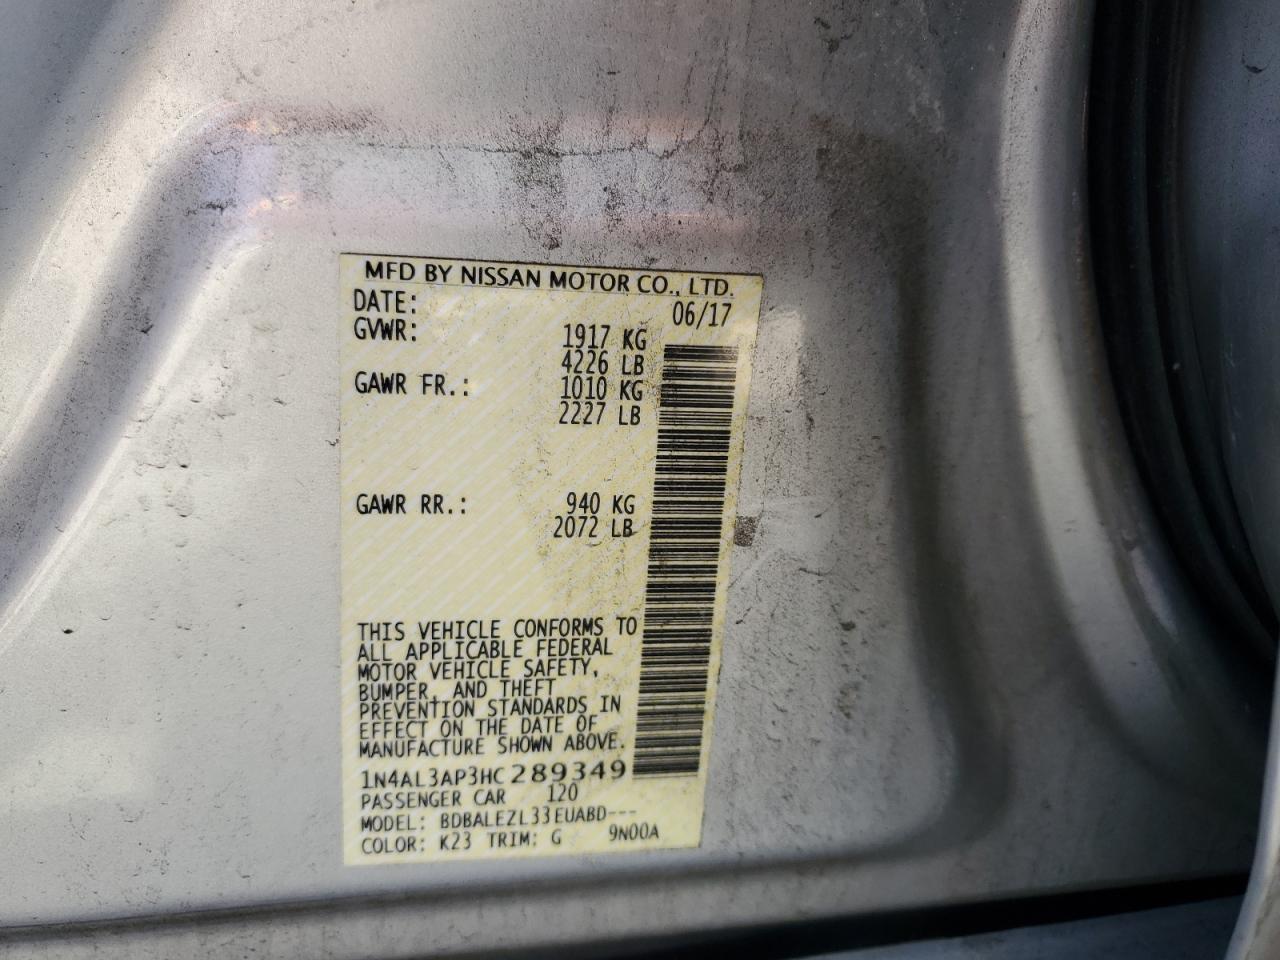 MFD BY NISSAN MOTOR CO., LTD.
DATE: 06/17
GVWR: 1917 KG
4226 LB
GAWR FR.: 1010 KG
2227 LB
GAWR RR.: 940 KG
2072 LB
THIS VEHICLE CONFORMS TO
ALL APPLICABLE FEDERAL
MOTOR VEHICLE SAFETY,
BUMPER, AND THEFT
PREVENTION STANDARDS IN
EFFECT ON THE DATE OF
MANUFACTURE SHOWN ABOVE.
1N4AL3AP3HC289349
PASSENGER CAR 120
MODEL: BDBALEZL33EUABD---
COLOR: K23 TRIM: G 9N00A